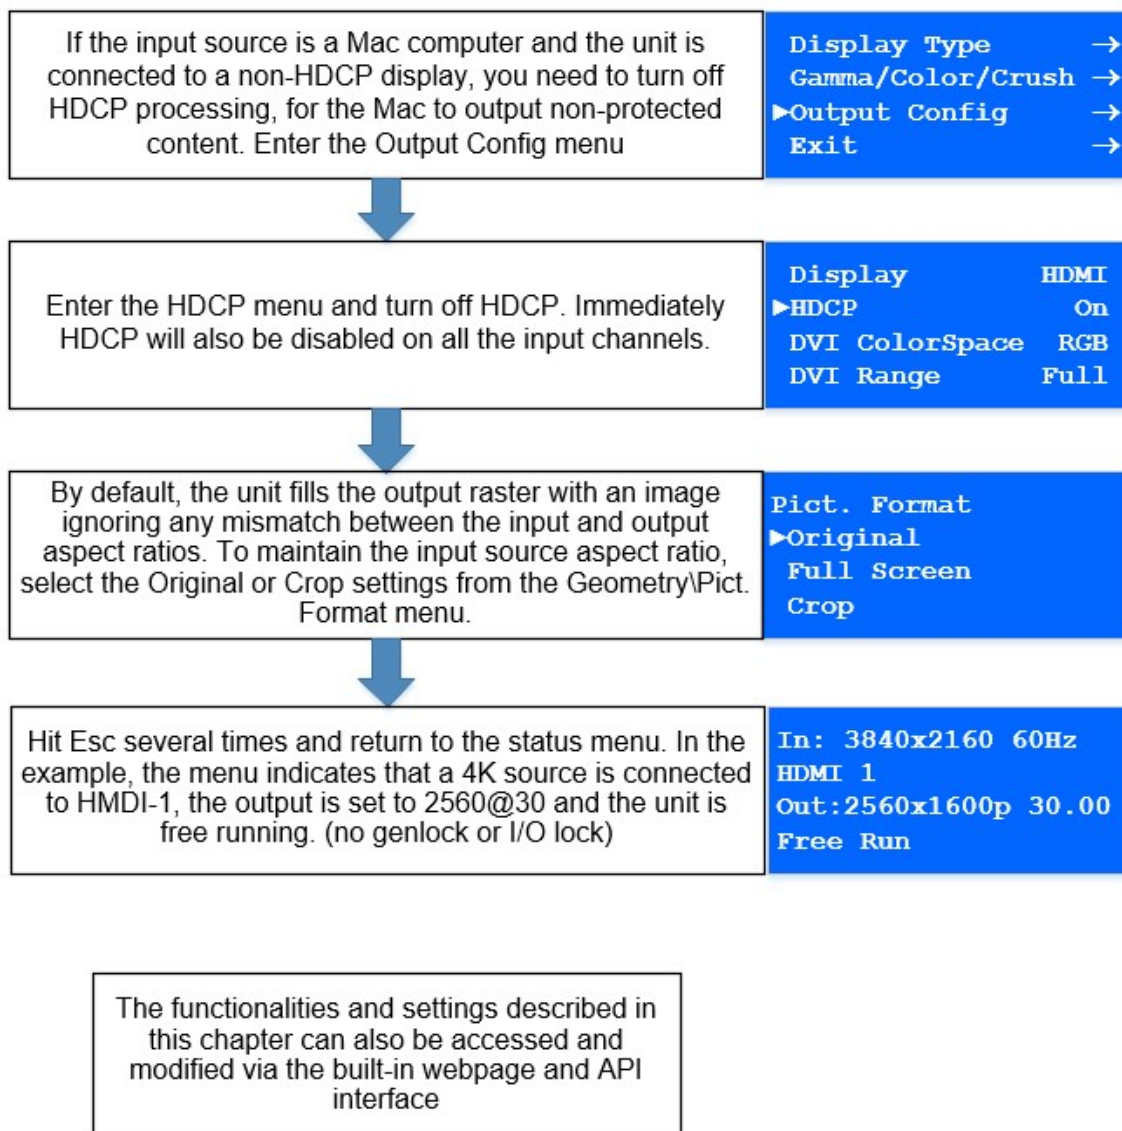 If the input source is a Mac computer and the unit is
connected to a non-HDCP display, you need to turn off
HDCP processing, for the Mac to output non-protected
content. Enter the Output Config menu
Display Type →
Gamma/Color/Crush →
▶Output Config →
Exit →
Enter the HDCP menu and turn off HDCP. Immediately
HDCP will also be disabled on all the input channels.
Display HDMI
▶HDCP On
DVI ColorSpace RGB
DVI Range Full
By default, the unit fills the output raster with an image
ignoring any mismatch between the input and output
aspect ratios. To maintain the input source aspect ratio,
select the Original or Crop settings from the Geometry\Pict.
Format menu.
Pict. Format
▶Original
Full Screen
Crop
Hit Esc several times and return to the status menu. In the
example, the menu indicates that a 4K source is connected
to HMDI-1, the output is set to 2560@30 and the unit is
free running. (no genlock or I/O lock)
In: 3840x2160 60Hz
HDMI 1
Out:2560x1600p 30.00
Free Run
The functionalities and settings described in
this chapter can also be accessed and
modified via the built-in webpage and API
interface